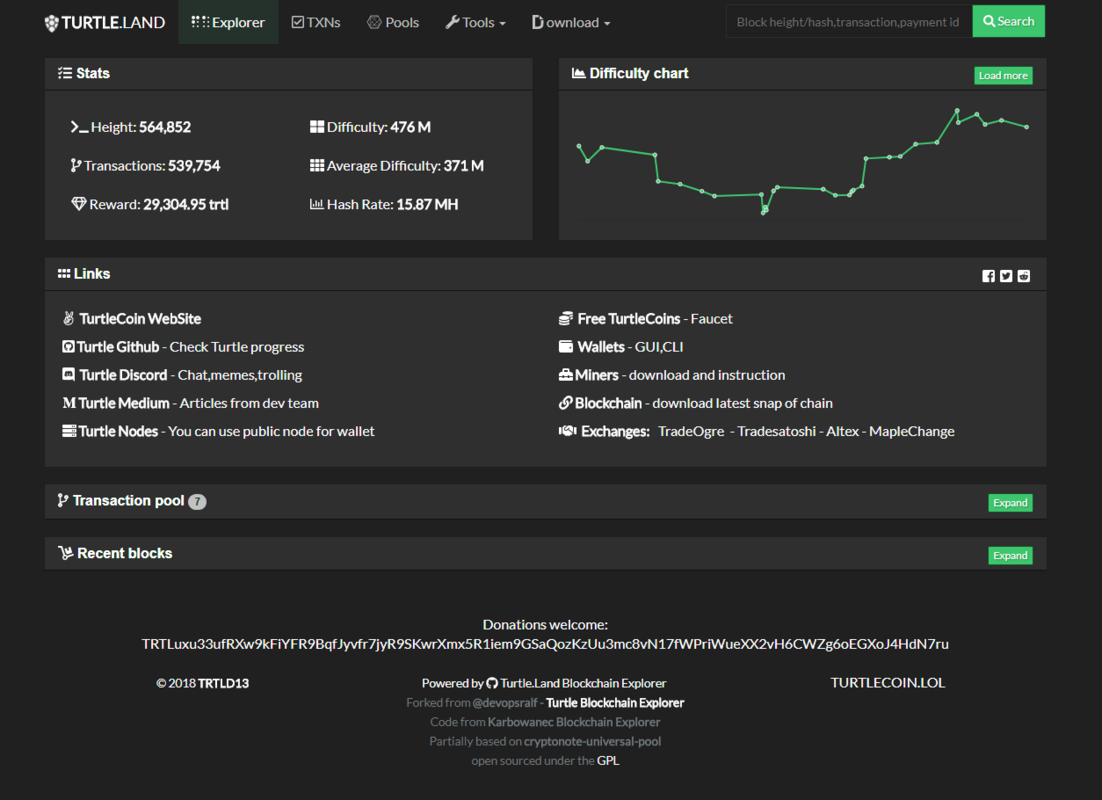 TURTLE.LAND Explorer TXNs Pools Tools Download Block height/hash,transaction,payment id Search
Stats
Height: 564,852 Difficulty: 476 M
Transactions: 539,754 Average Difficulty: 371 M
Reward: 29,304.95 trtl Hash Rate: 15.87 MH
Difficulty chart Load more
Links
TurtleCoin WebSite
Turtle Github - Check Turtle progress
Turtle Discord - Chat,memes,trolling
Turtle Medium - Articles from dev team
Turtle Nodes - You can use public node for wallet
Free TurtleCoins - Faucet
Wallets - GUI,CLI
Miners - download and instruction
Blockchain - download latest snap of chain
Exchanges: TradeOgre - Tradesatoshi - Altex - MapleChange
Transaction pool 7 Expand
Recent blocks Expand
Donations welcome:
TRTLuxu33ufRXw9kFiYFR9BqfJyvfr7jyR9SKwrXmx5R1iem9GSaQozKzUu3mc8vN17fWPriWueXX2vH6CWZg6oEGXoJ4HdN7ru
© 2018 TRTLD13
Powered by Turtle.Land Blockchain Explorer
Forked from @devopsralf - Turtle Blockchain Explorer
Code from Karbowanec Blockchain Explorer
Partially based on cryptonote-universal-pool
open sourced under the GPL
TURTLECOIN.LOL